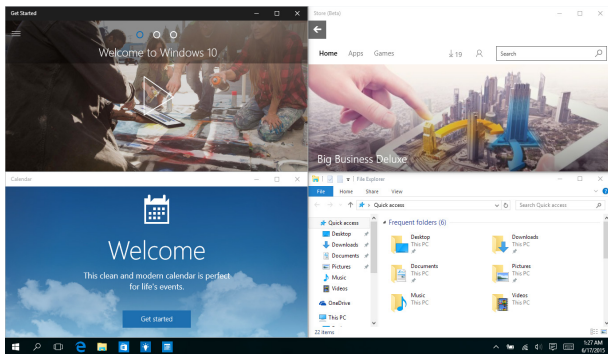 Get Started
Welcome to Windows 10
Store (Beta)
Home Apps Games 19 Search
Big Business Deluxe
Calendar
Welcome
This clean and modern calendar is perfect
for life's events.
Get started
File Explorer
File Home Share View
Quick access Search Quick access
Quick access
Desktop
Downloads
Documents
Pictures
Music
Videos
OneDrive
This PC
Frequent folders (6)
Desktop
This PC
Downloads
This PC
Documents
This PC
Pictures
This PC
Music
This PC
Videos
This PC
22 items
1:27 AM
6/17/2015